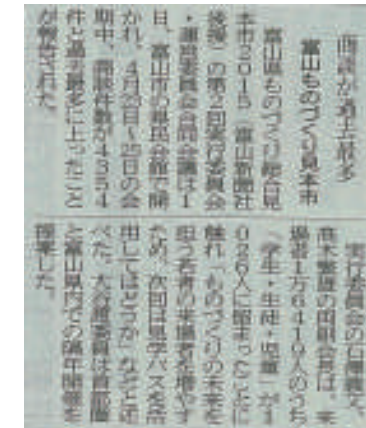 商談が過去最多
富山ものづくり見本市
富山県ものづくり総合見
本市2015(富山新聞社
後援)の第2回実行委員会
・運営委員会合同会議は1
日、富山市の県民会館で開
かれ、4月23日~25日の会
期中、商談件数が4354
件と過去最多に上ったこと
が報告された。
実行委員会の石橋隆二、
髙木繁雄の両副会長は、来
場者1万6419人のうち
「学生・生徒・児童」が1
026人に留まったことに
触れ「ものづくりの未来を
担う若者の来場者を増やす
ため、次回は見学バスを活
用してはどうか」などと述
べた。大谷渡委員は首都圏
と富山県内での隔年開催を
提案した。